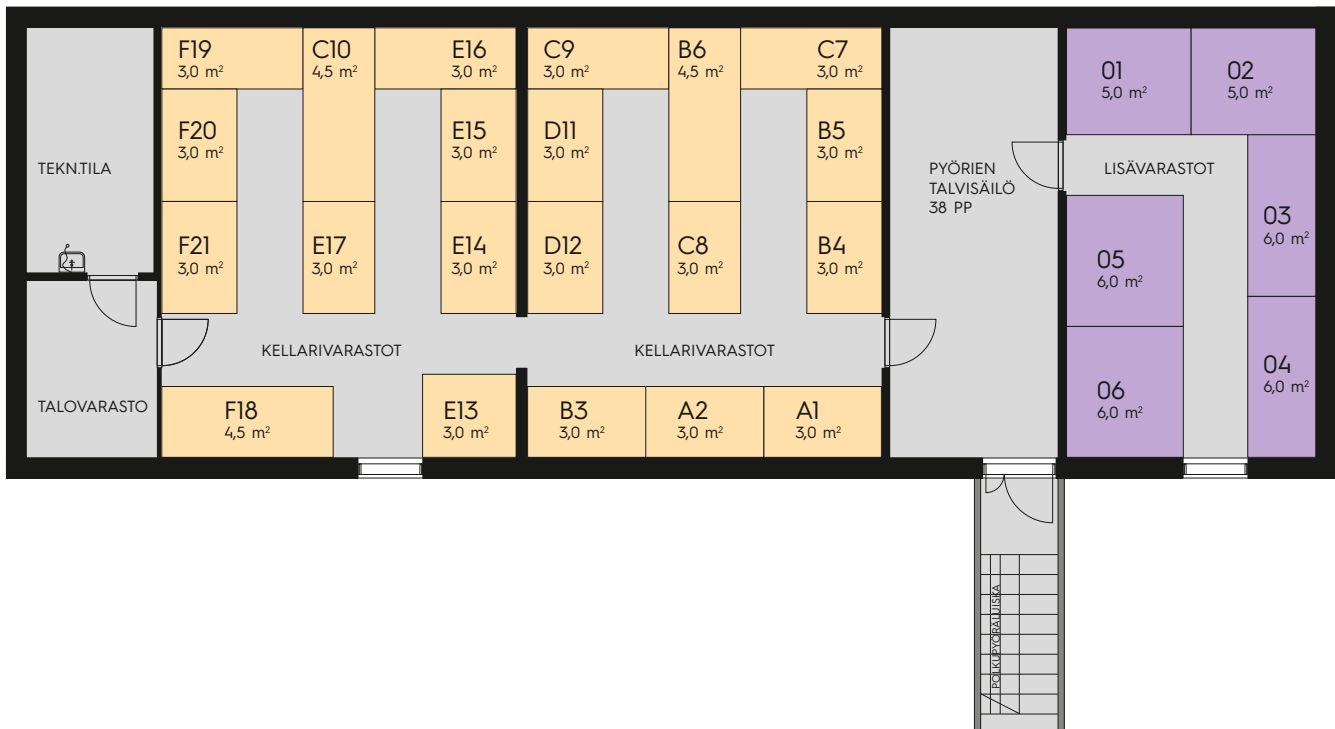 F19
3,0 m²
C10
4,5 m²
E16
3,0 m²
C9
3,0 m²
B6
4,5 m²
C7
3,0 m²
01
5,0 m²
02
5,0 m²
F20
3,0 m²
E15
3,0 m²
D11
3,0 m²
B5
3,0 m²
TEKN.TILA
PYÖRIEN
TALVISÄILÖ
38 PP
LISÄVARASTOT
03
6,0 m²
F21
3,0 m²
E17
3,0 m²
E14
3,0 m²
D12
3,0 m²
C8
3,0 m²
B4
3,0 m²
05
6,0 m²
KELLARIVARASTOT
KELLARIVARASTOT
04
6,0 m²
TALOVARASTO
F18
4,5 m²
E13
3,0 m²
B3
3,0 m²
A2
3,0 m²
A1
3,0 m²
06
6,0 m²
POLKUPYÖRÄLUISKA